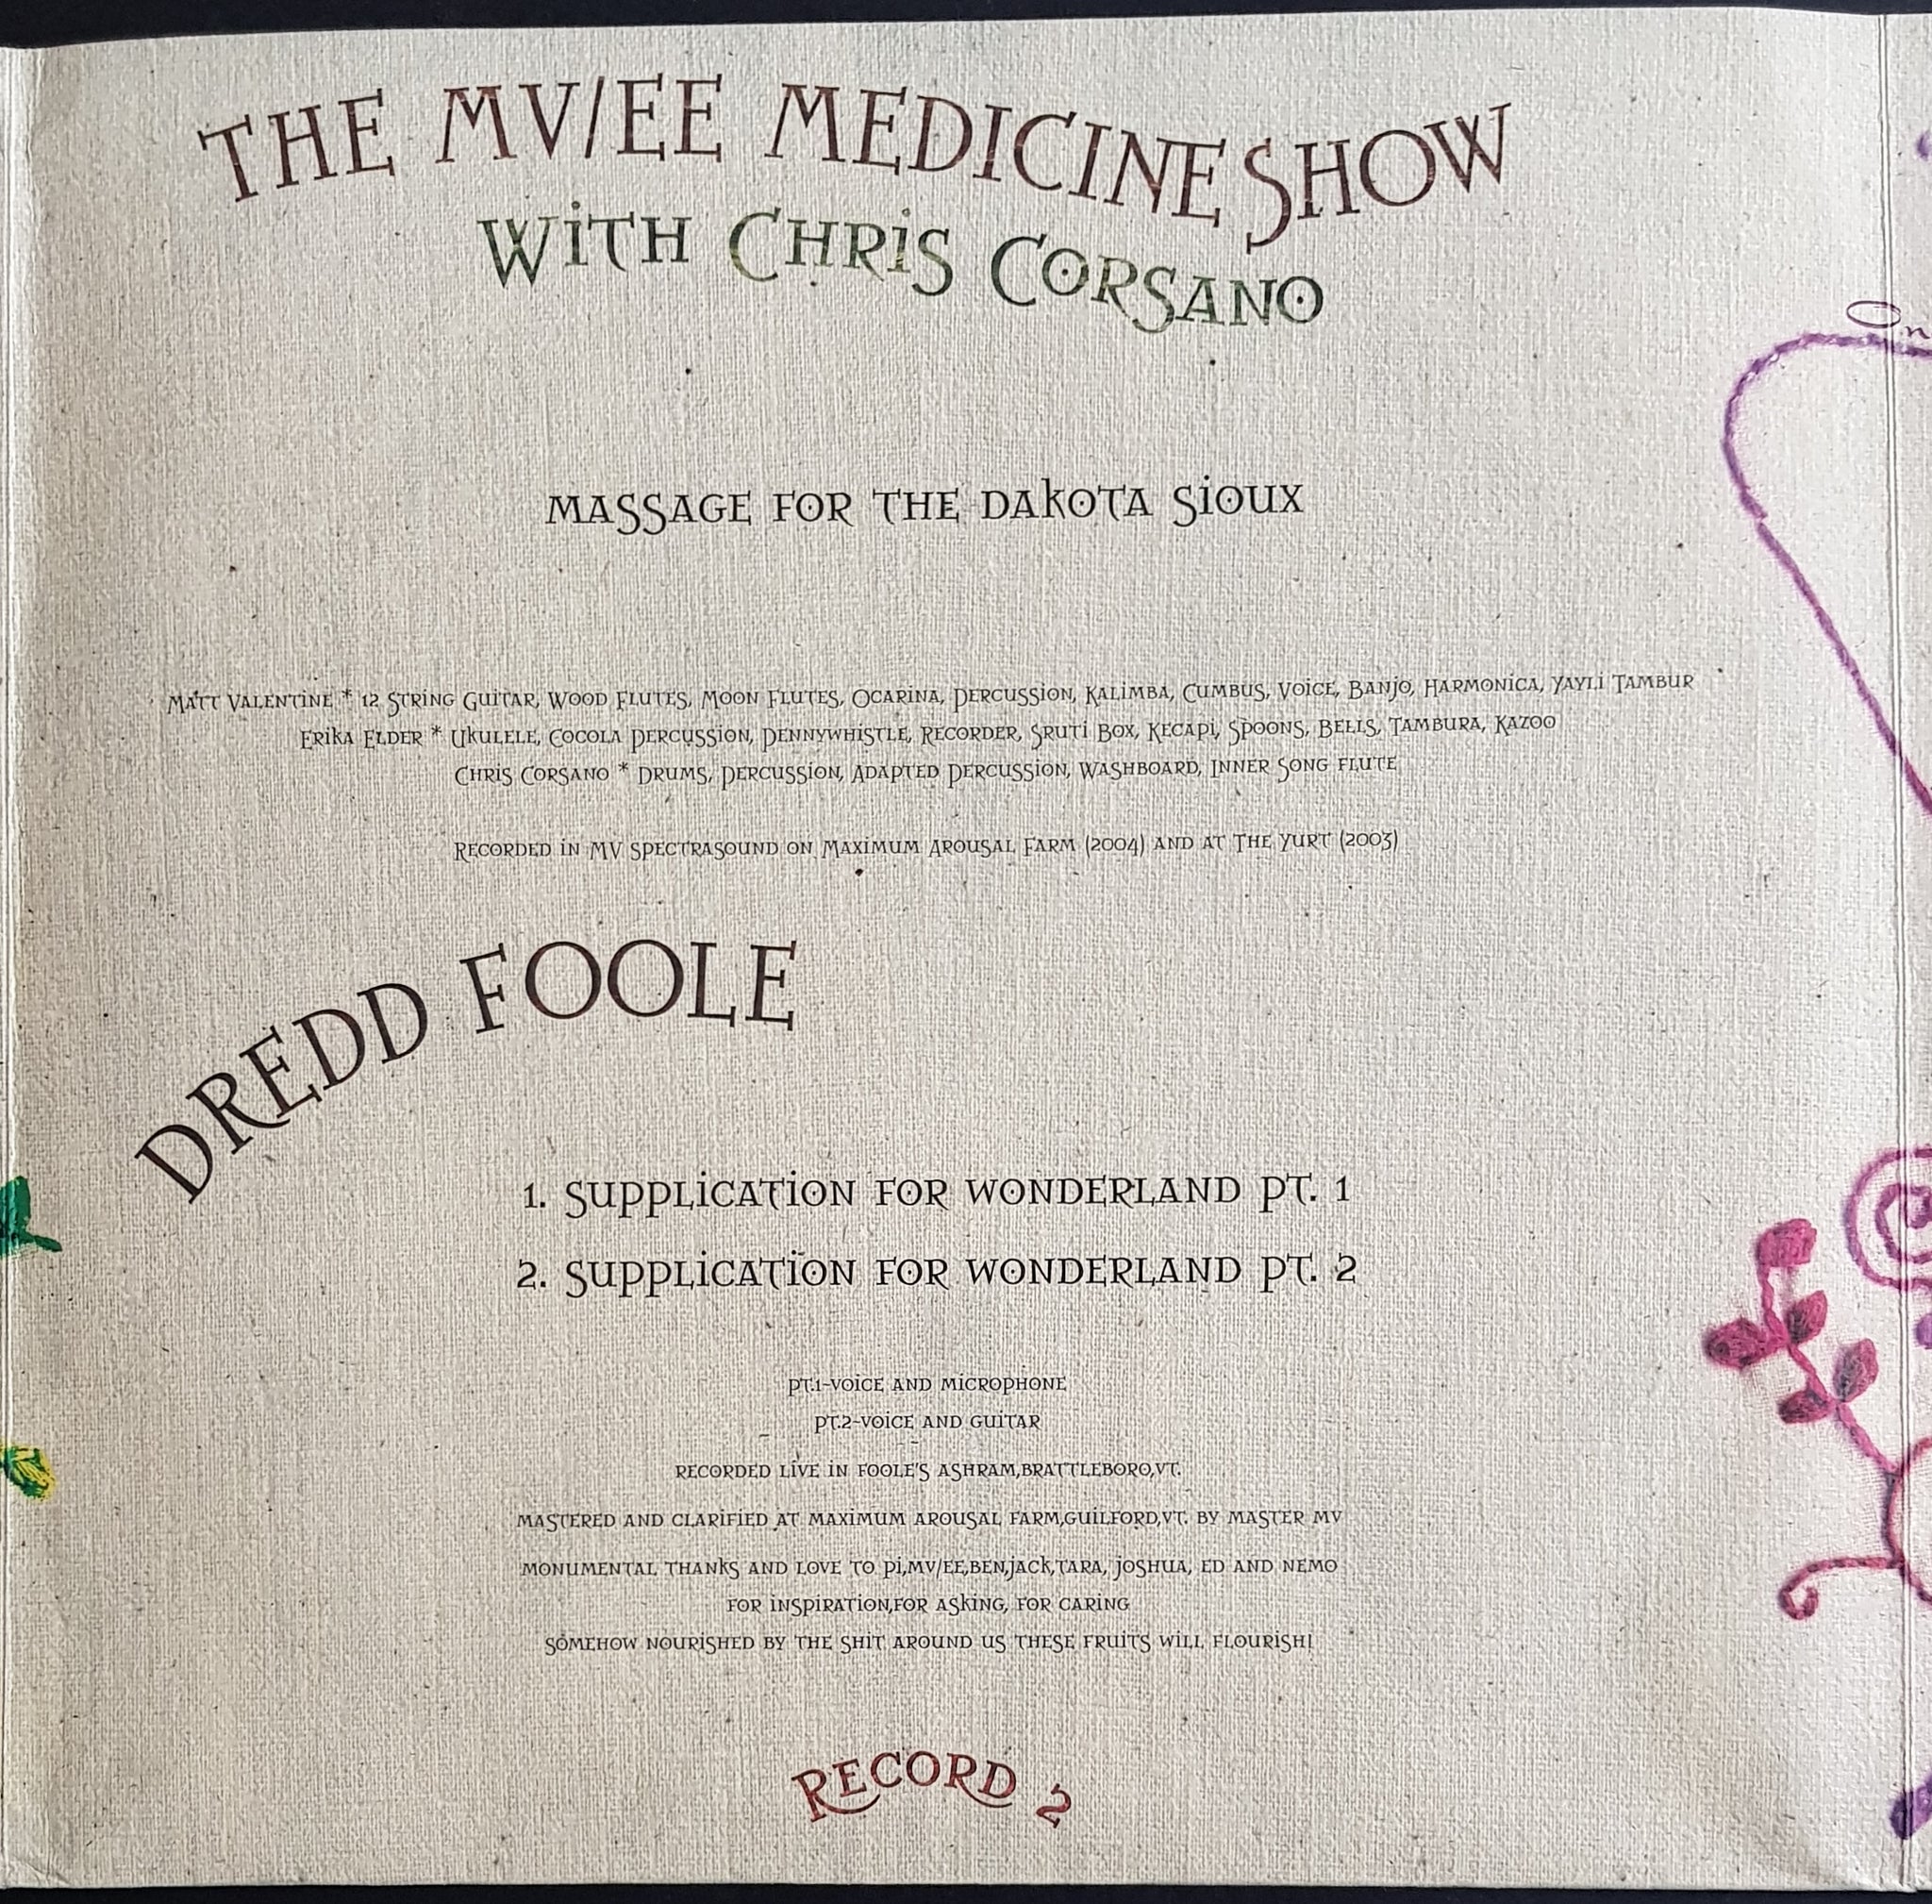 THE MV/EE MEDICINE SHOW
WITH CHRIS CORSANO
MASSAGE FOR THE DAKOTA SIOUX
MATT VALENTINE * 12 STRING GUITAR, WOOD FLUTES, MOON FLUTES, OCARINA, PERCUSSION, KALIMBA, CUMBUS, VOICE, BANJO, HARMONICA, YAYLI TAMBUR
ERIKA ELDER * UKULELE, COCOLA PERCUSSION, PENNYWHISTLE, RECORDER, SRUTI BOX, KECAPI, SPOONS, BELLS, TAMBURA, KAZOO
CHRIS CORSANO * DRUMS, PERCUSSION, ADAPTED PERCUSSION, WASHBOARD, INNER SONG FLUTE
RECORDED IN MV SPECTRASOUND ON MAXIMUM AROUSAL FARM (2004) AND AT THE YURT (2003)
DREDD FOOLE
1. SUPPLICATION FOR WONDERLAND PT. 1
2. SUPPLICATION FOR WONDERLAND PT. 2
PT.1-VOICE AND MICROPHONE
PT.2-VOICE AND GUITAR
RECORDED LIVE IN FOOLE'S ASHRAM,BRATTLEBORO,VT.
MASTERED AND CLARIFIED AT MAXIMUM AROUSAL FARM,GUILFORD,VT. BY MASTER MV
MONUMENTAL THANKS AND LOVE TO PI,MV/EE,BEN,JACK,TARA, JOSHUA, ED AND NEMO
FOR INSPIRATION,FOR ASKING, FOR CARING
SOMEHOW NOURISHED BY THE SHIT AROUND US THESE FRUITS WILL FLOURISH!
RECORD 2